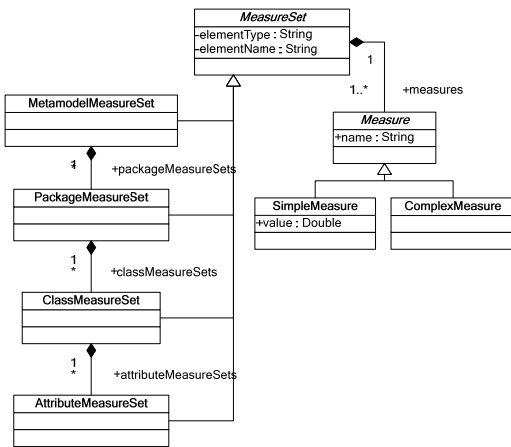 MeasureSet
-elementType : String
-elementName : String
1
1..*
+measures
MetamodelMeasureSet
Measure
+name : String
1
*
+packageMeasureSets
PackageMeasureSet
SimpleMeasure
+value : Double
ComplexMeasure
1
*
+classMeasureSets
ClassMeasureSet
1
*
+attributeMeasureSets
AttributeMeasureSet